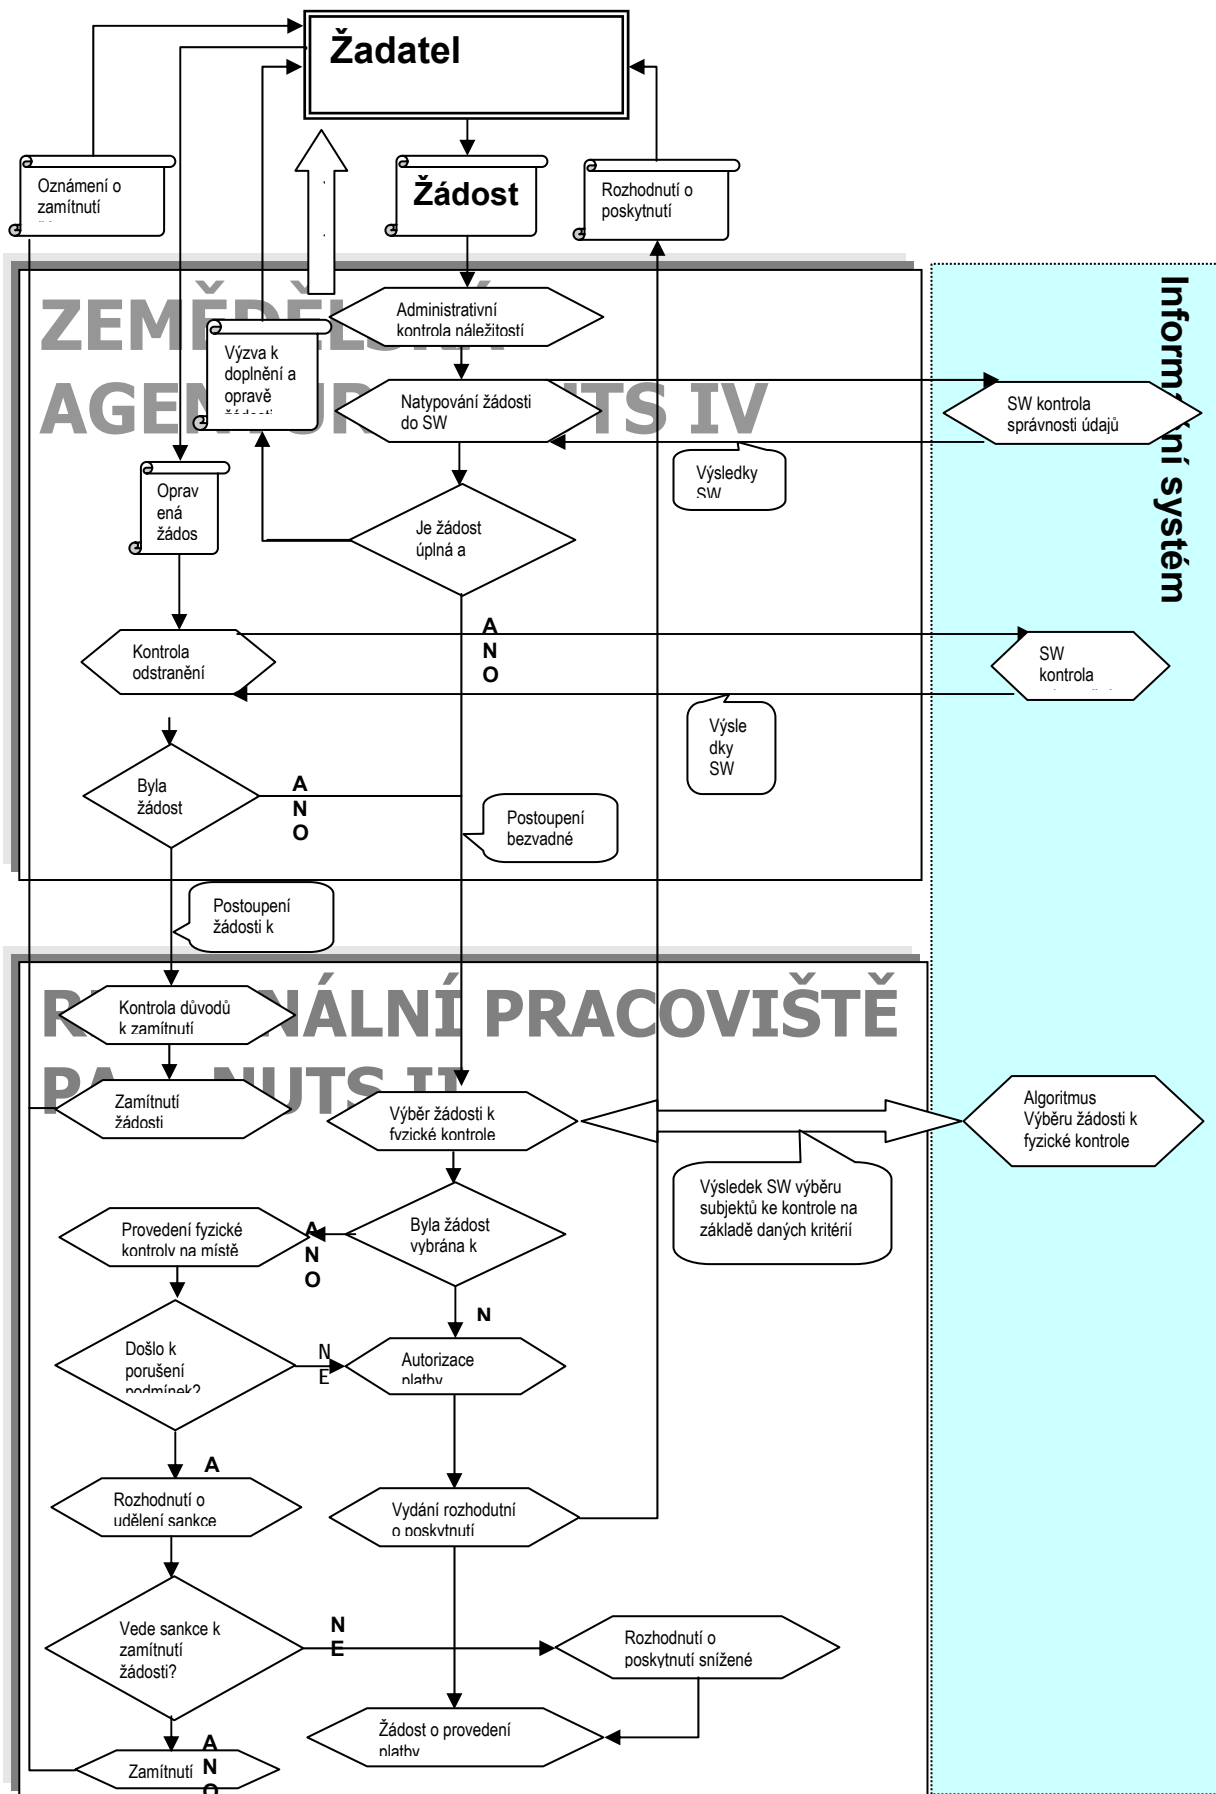 Žadatel
Oznámení o
zamítnutí
Žádost
Rozhodnutí o
poskytnutí
ZEMĚDĚLSKÁ
NUTS IV
Informační systém
Administrativní
kontrola náležitostí
Výzva k
doplnění a
opravě
žádosti
Natypování žádosti
do SW
SW kontrola
správnosti údajů
Výsledky
SW
Oprav
ená
žádos
Je žádost
úplná a
A
N
O
Kontrola
odstranění
SW
kontrola
Výsle
dky
SW
Byla
žádost
A
N
O
Postoupení
bezvadné
Postoupení
žádosti k
REGIONÁLNÍ PRACOVIŠTĚ
NUTS II
Kontrola důvodů
k zamítnutí
Zamítnutí
žádosti
Výběr žádosti k
fyzické kontrole
Algoritmus
Výběru žádosti k
fyzické kontrole
Výsledek SW výběru
subjektů ke kontrole na
základě daných kritérií
Provedení fyzické
kontroly na místě
A
N
O
Byla žádost
vybrána k
N
Došlo k
porušení
podmínek?
N
E
Autorizace
platby
A
Rozhodnutí o
udělení sankce
Vydání rozhodutní
o poskytnutí
Vede sankce k
zamítnutí
žádosti?
N
E
Rozhodnutí o
poskytnutí snížené
Žádost o provedení
platby
Zamítnutí
A
N
O